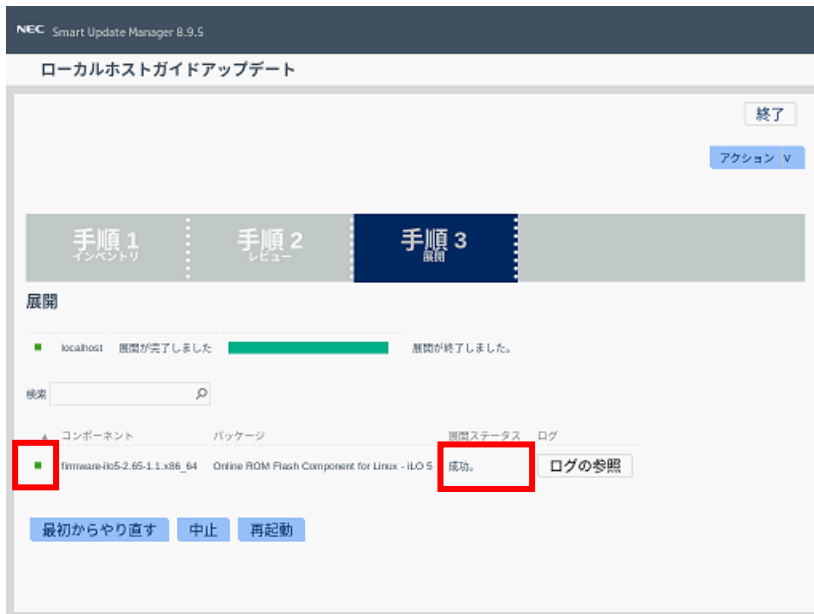 NEC Smart Update Manager 8.9.5
ローカルホストガイドアップデート
終了
アクション ∨
手順 1
インベントリ
手順 2
レビュー
手順 3
展開
展開
localhost 展開が完了しました 展開が終了しました。
検索
▲ コンポーネント パッケージ 展開ステータス ログ
firmware-ilo5-2.65-1.1.x86_64 Online ROM Flash Component for Linux - iLO 5 成功。 ログの参照
最初からやり直す 中止 再起動